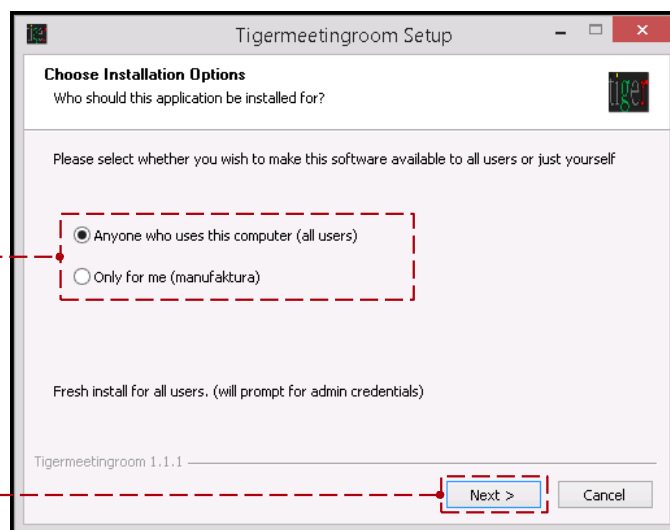 Tigermeetingroom Setup
Choose Installation Options
Who should this application be installed for?
tiger
Please select whether you wish to make this software available to all users or just yourself
Anyone who uses this computer (all users)
Only for me (manufaktura)
Fresh install for all users. (will prompt for admin credentials)
Tigermeetingroom 1.1.1
Next >
Cancel